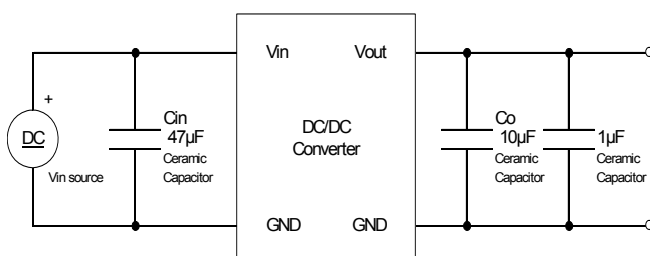 Vin
Vout
+
DC
Vin source
Cin
47µF
Ceramic
Capacitor
DC/DC
Converter
Co
10µF
Ceramic
Capacitor
1µF
Ceramic
Capacitor
GND
GND